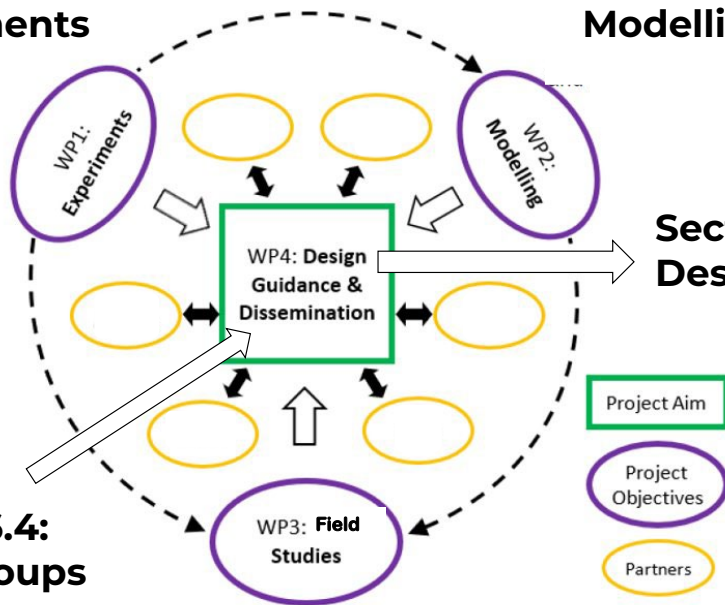 ments
Modelli
WP1:
Experiments
WP2:
Modelling
WP4: Design
Guidance &
Dissemination
Sec
Des
Project Aim
Project
Objectives
5.4:
oups
WP3: Field
Studies
Partners